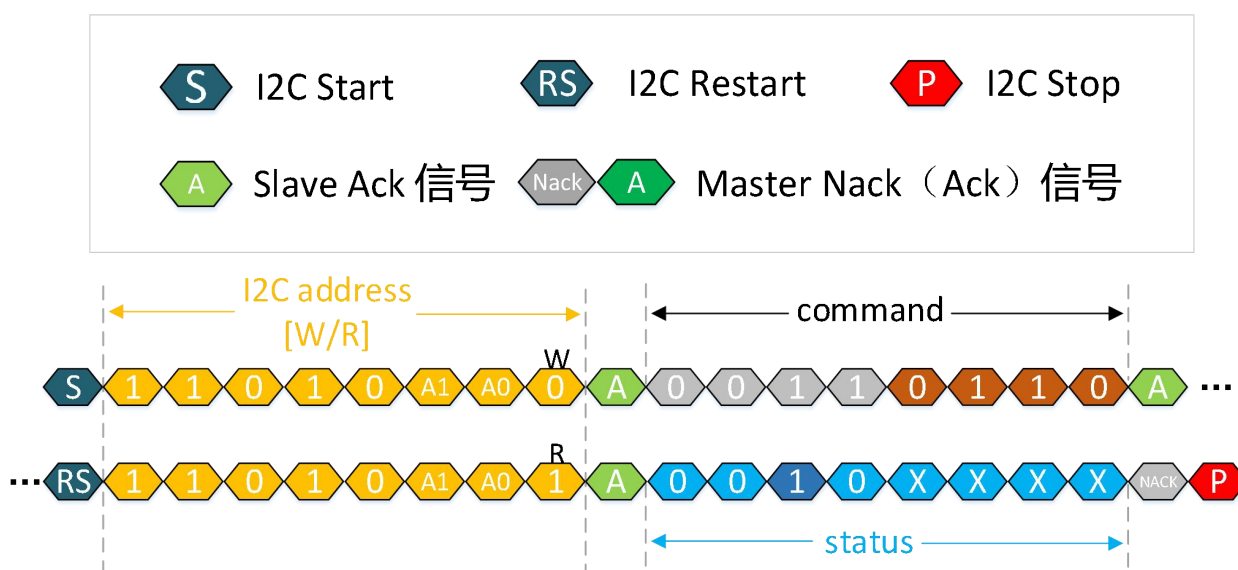 S I2C Start RS I2C Restart P I2C Stop
A Slave Ack 信号 Nack A Master Nack（Ack）信号
I2C address
[W/R]
command
W
S 1 1 0 1 0 A1 A0 0 A 0 0 1 1 0 1 1 0 A ...
R
...RS 1 1 0 1 0 A1 A0 1 A 0 0 1 0 X X X X NACK P
status